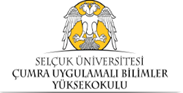 SELÇUK ÜNİVERSİTESİ
ÇUMRA UYGULAMALI BİLİMLER
YÜKSEKOKULU